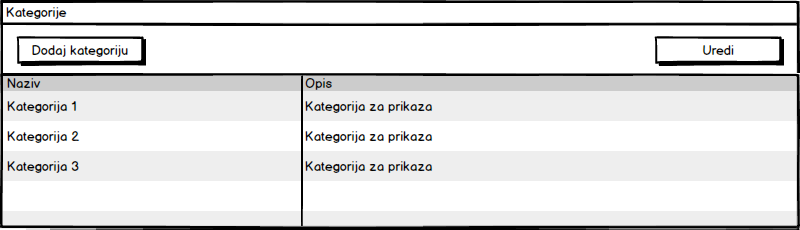 Kategorije
Dodaj kategoriju Uredi
Naziv Opis
Kategorija 1 Kategorija za prikaza
Kategorija 2 Kategorija za prikaza
Kategorija 3 Kategorija za prikaza